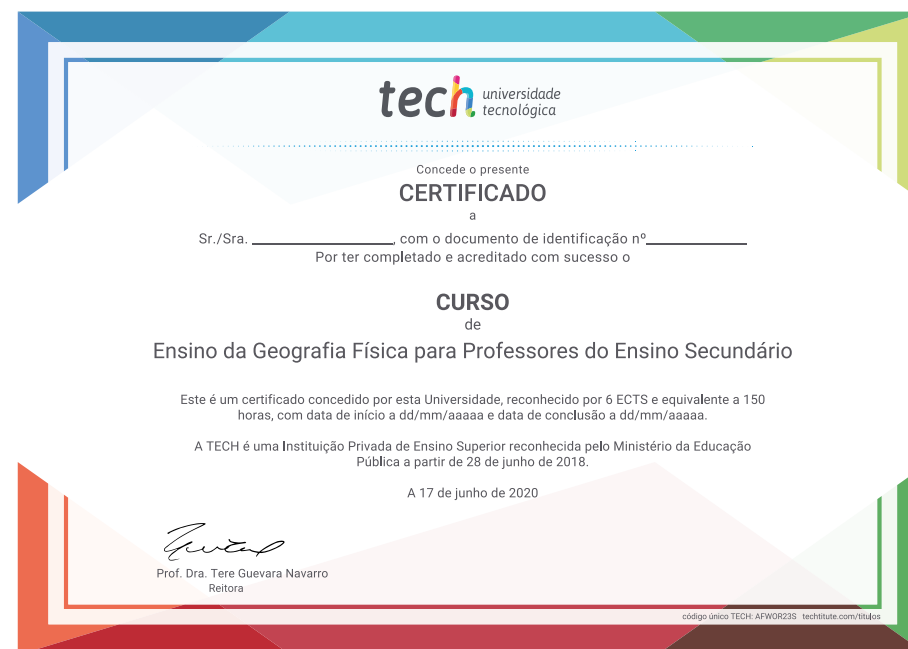 tech universidade
tecnológica
Concede o presente
CERTIFICADO
a
Sr./Sra. ____________________, com o documento de identificação nº______________
Por ter completado e acreditado com sucesso o
CURSO
de
Ensino da Geografia Física para Professores do Ensino Secundário
Este é um certificado concedido por esta Universidade, reconhecido por 6 ECTS e equivalente a 150
horas, com data de início a dd/mm/aaaaa e data de conclusão a dd/mm/aaaaa.
A TECH é uma Instituição Privada de Ensino Superior reconhecida pelo Ministério da Educação
Pública a partir de 28 de junho de 2018.
A 17 de junho de 2020
Prof. Dra. Tere Guevara Navarro
Reitora
código único TECH: AFWOR23S techtitute.com/titulos